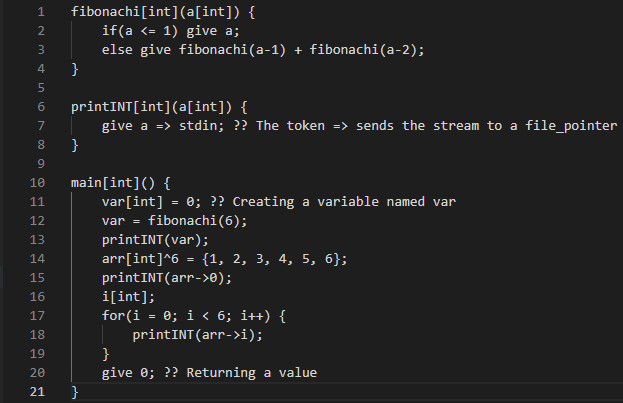 1 fibonachi[int](a[int]) {
2 if(a <= 1) give a;
3 else give fibonachi(a-1) + fibonachi(a-2);
4 }
5
6 printINT[int](a[int]) {
7 give a => stdin; ?? The token => sends the stream to a file_pointer
8 }
9
10 main[int]() {
11 var[int] = 0; ?? Creating a variable named var
12 var = fibonachi(6);
13 printINT(var);
14 arr[int]^6 = {1, 2, 3, 4, 5, 6};
15 printINT(arr->0);
16 i[int];
17 for(i = 0; i < 6; i++) {
18 printINT(arr->i);
19 }
20 give 0; ?? Returning a value
21 }